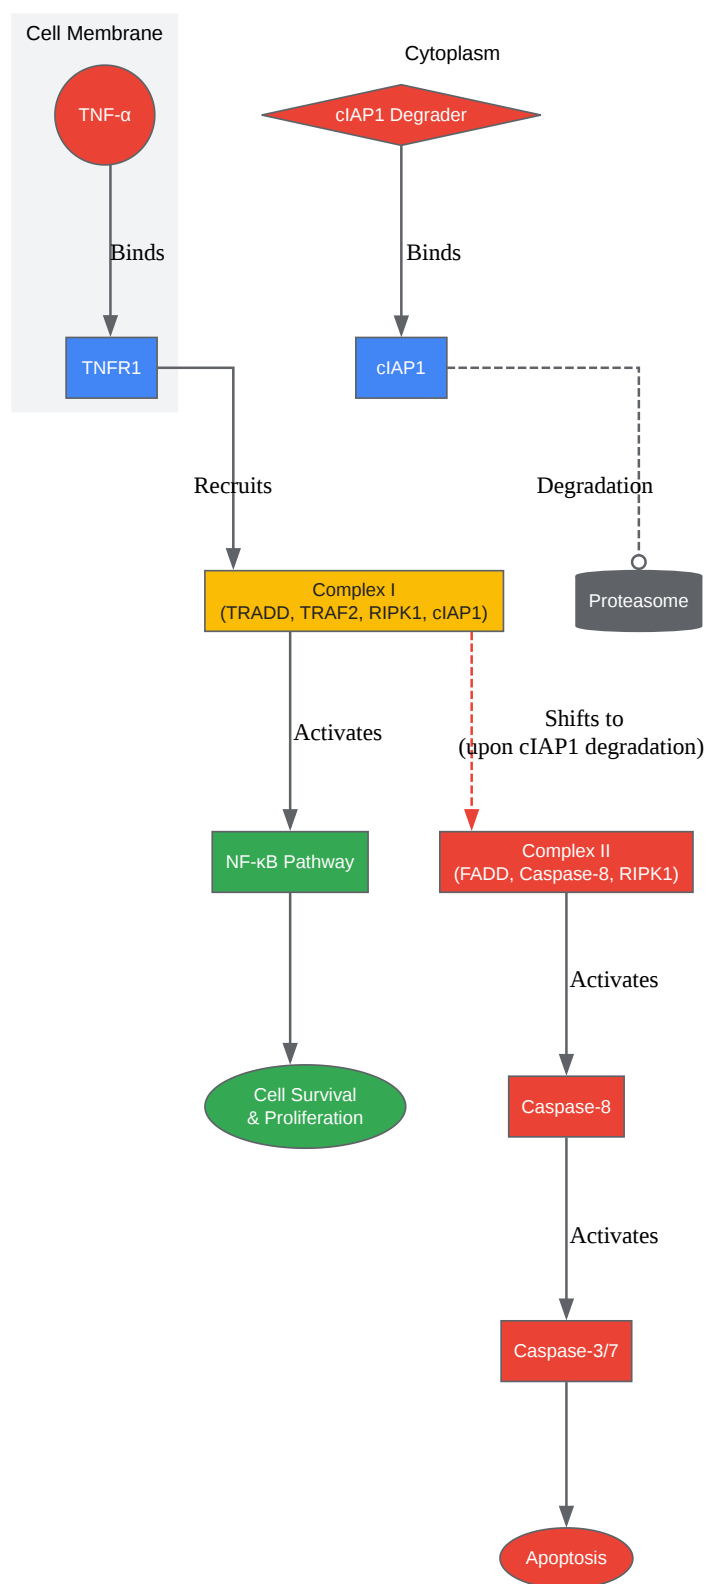 Cell Membrane
Cytoplasm
TNF-α
cIAP1 Degrader
Binds
Binds
TNFR1
cIAP1
Recruits
Degradation
Complex I
(TRADD, TRAF2, RIPK1, cIAP1)
Proteasome
Shifts to
(upon cIAP1 degradation)
Activates
NF-κB Pathway
Complex II
(FADD, Caspase-8, RIPK1)
Activates
Cell Survival
& Proliferation
Caspase-8
Activates
Caspase-3/7
Apoptosis